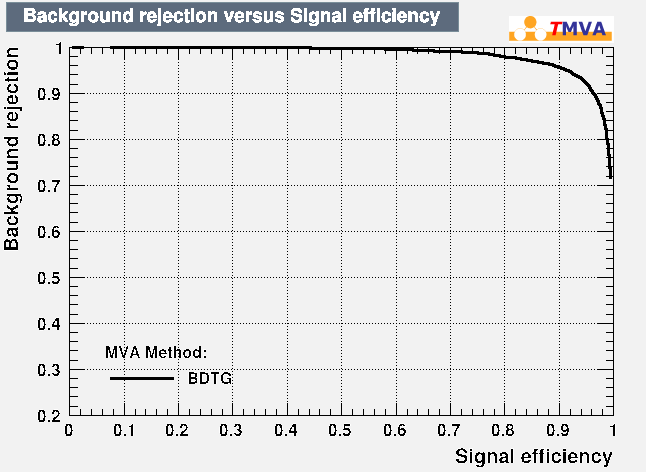 Background rejection versus Signal efficiency
TMVA
Background rejection
1
0.9
0.8
0.7
0.6
0.5
0.4
0.3
0.2
MVA Method:
BDTG
0 0.1 0.2 0.3 0.4 0.5 0.6 0.7 0.8 0.9 1
Signal efficiency